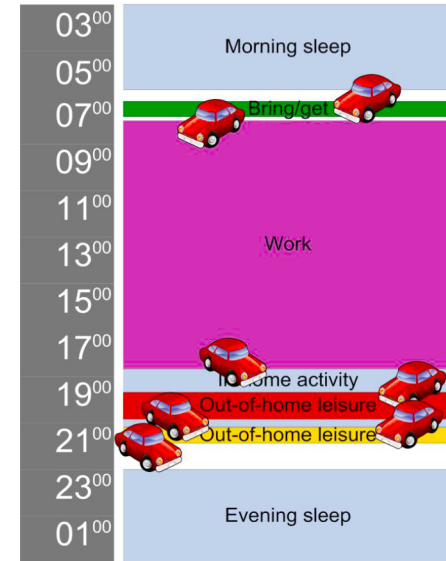 03⁰⁰
05⁰⁰
07⁰⁰
09⁰⁰
11⁰⁰
13⁰⁰
15⁰⁰
17⁰⁰
19⁰⁰
21⁰⁰
23⁰⁰
01⁰⁰
Morning sleep
Bring/get
Work
In-home activity
Out-of-home leisure
Out-of-home leisure
Evening sleep